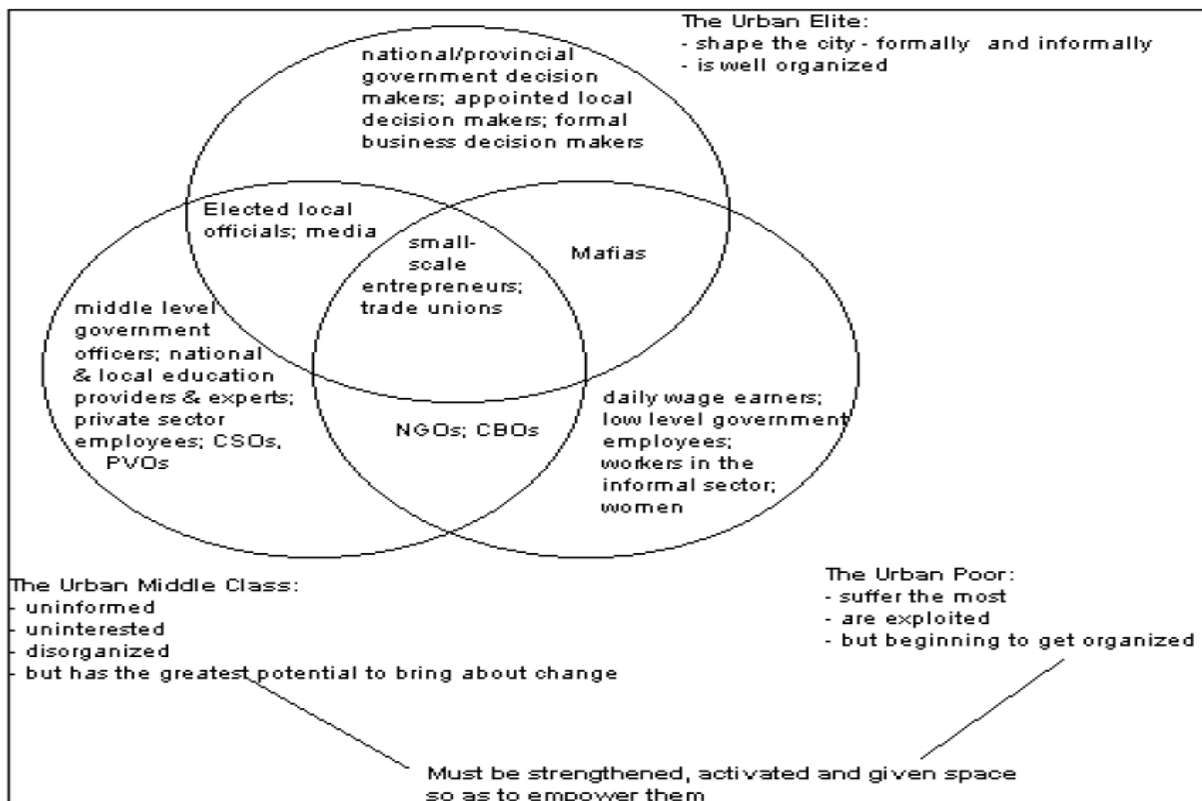 The Urban Elite:
- shape the city - formally and informally
- is well organized
national/provincial
government decision
makers; appointed local
decision makers; formal
business decision makers
Elected local
officials; media
small-
scale
entrepreneurs;
trade unions
Mafias
middle level
government
officers; national
& local education
providers & experts;
private sector
employees; CSOs,
PVOs
NGOs; CBOs
daily wage earners;
low level government
employees;
workers in the
informal sector;
women
The Urban Middle Class:
- uninformed
- uninterested
- disorganized
- but has the greatest potential to bring about change
The Urban Poor:
- suffer the most
- are exploited
- but beginning to get organized
Must be strengthened, activated and given space
so as to empower them